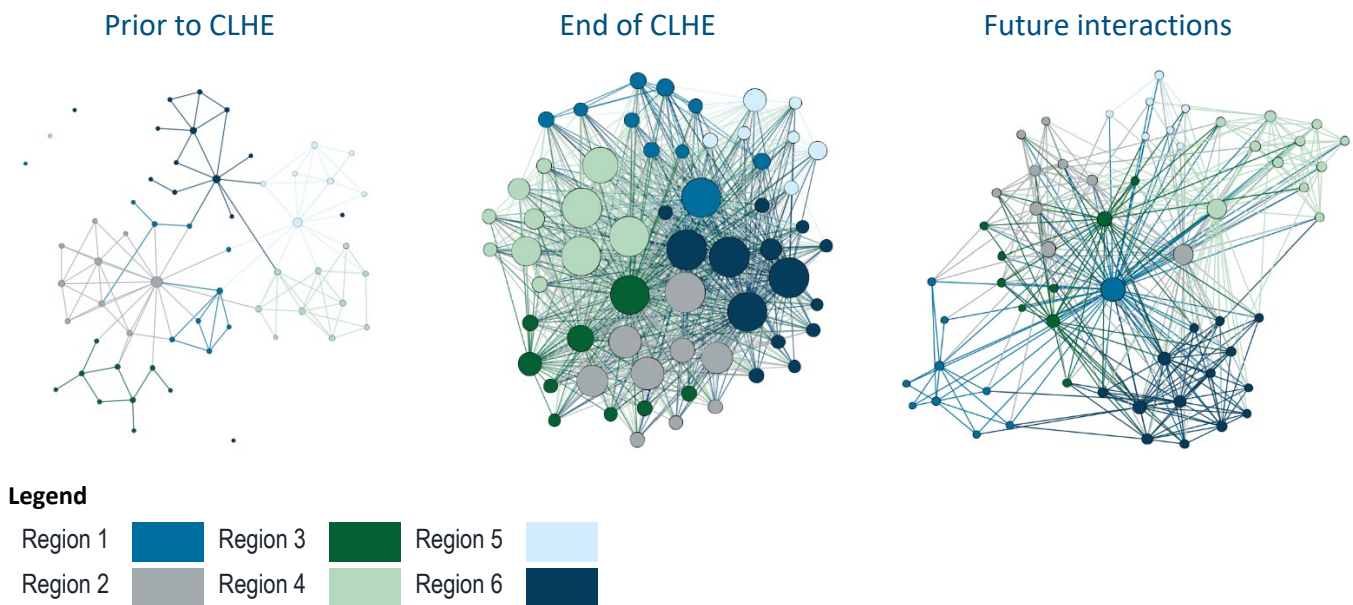 Prior to CLHE End of CLHE Future interactions
Legend
Region 1 Region 3 Region 5
Region 2 Region 4 Region 6